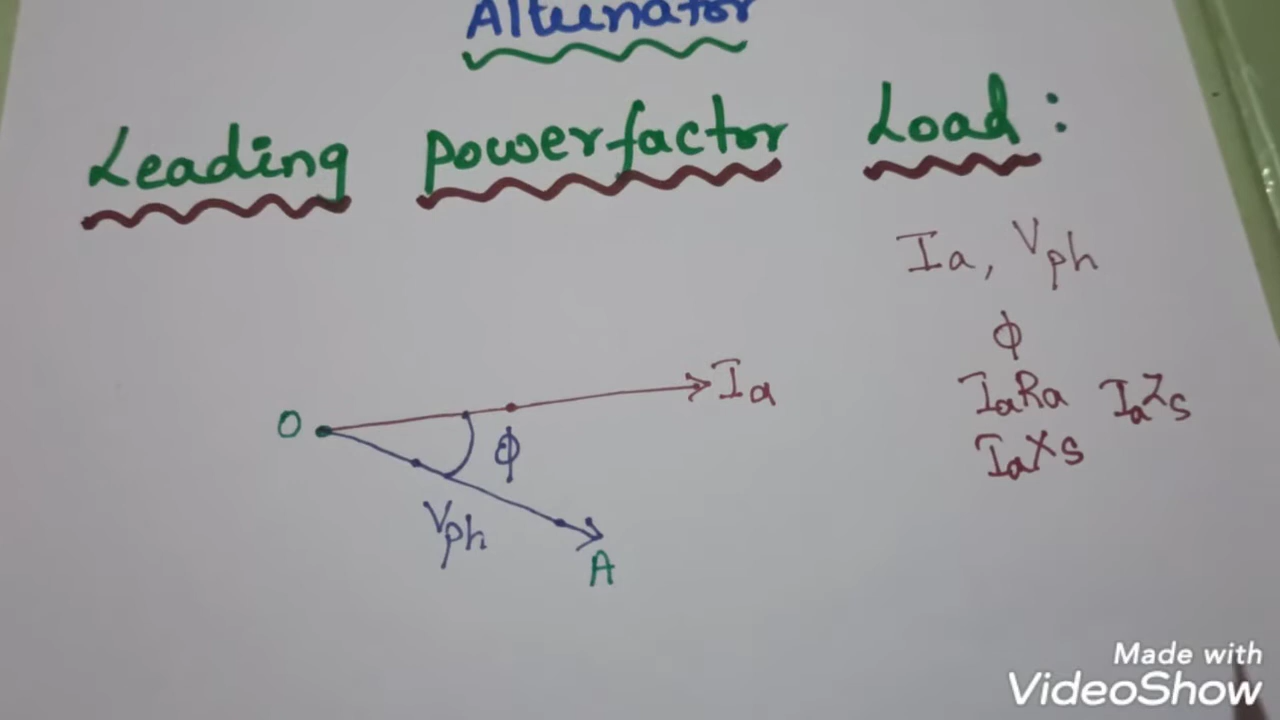 Alternator
Leading powerfactor Load :
Ia, Vph
ϕ
IaRa IaZs
IaXs
Ia
O
ϕ
Vph
A
Made with
VideoShow